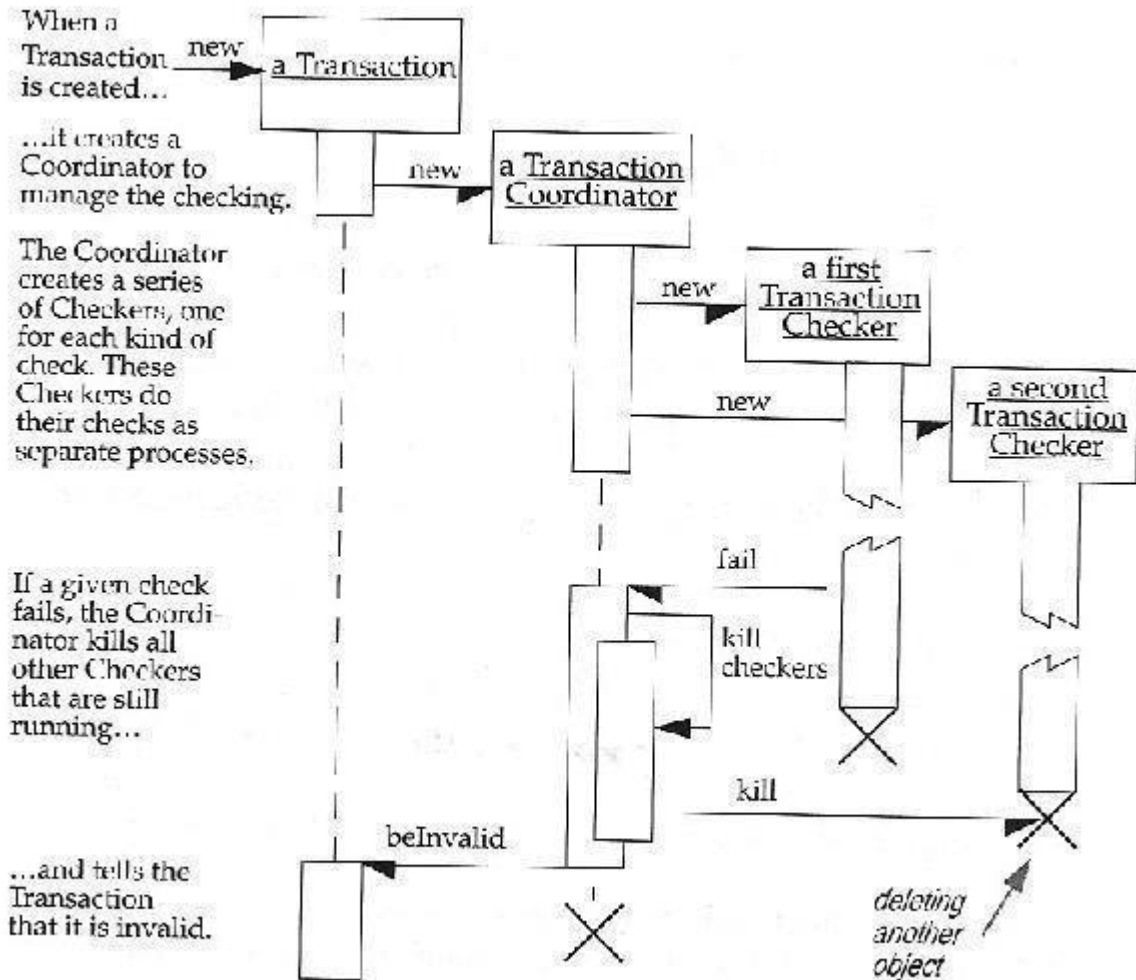 When a
Transaction
is created...
new
a Transaction
...it creates a
Coordinator to
manage the checking.
new
a Transaction
Coordinator
The Coordinator
creates a series
of Checkers, one
for each kind of
check. These
Checkers do
their checks as
separate processes.
new
a first
Transaction
Checker
new
a second
Transaction
Checker
If a given check
fails, the Coordi-
nator kills all
other Checkers
that are still
running...
fail
kill
checkers
kill
beInvalid
...and tells the
Transaction
that it is invalid.
deleting
another
object